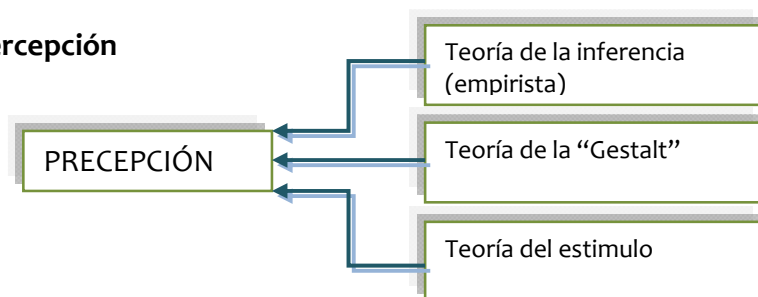 ercepción
Teoría de la inferencia
(empirista)
PRECEPCIÓN
Teoría de la “Gestalt”
Teoría del estimulo